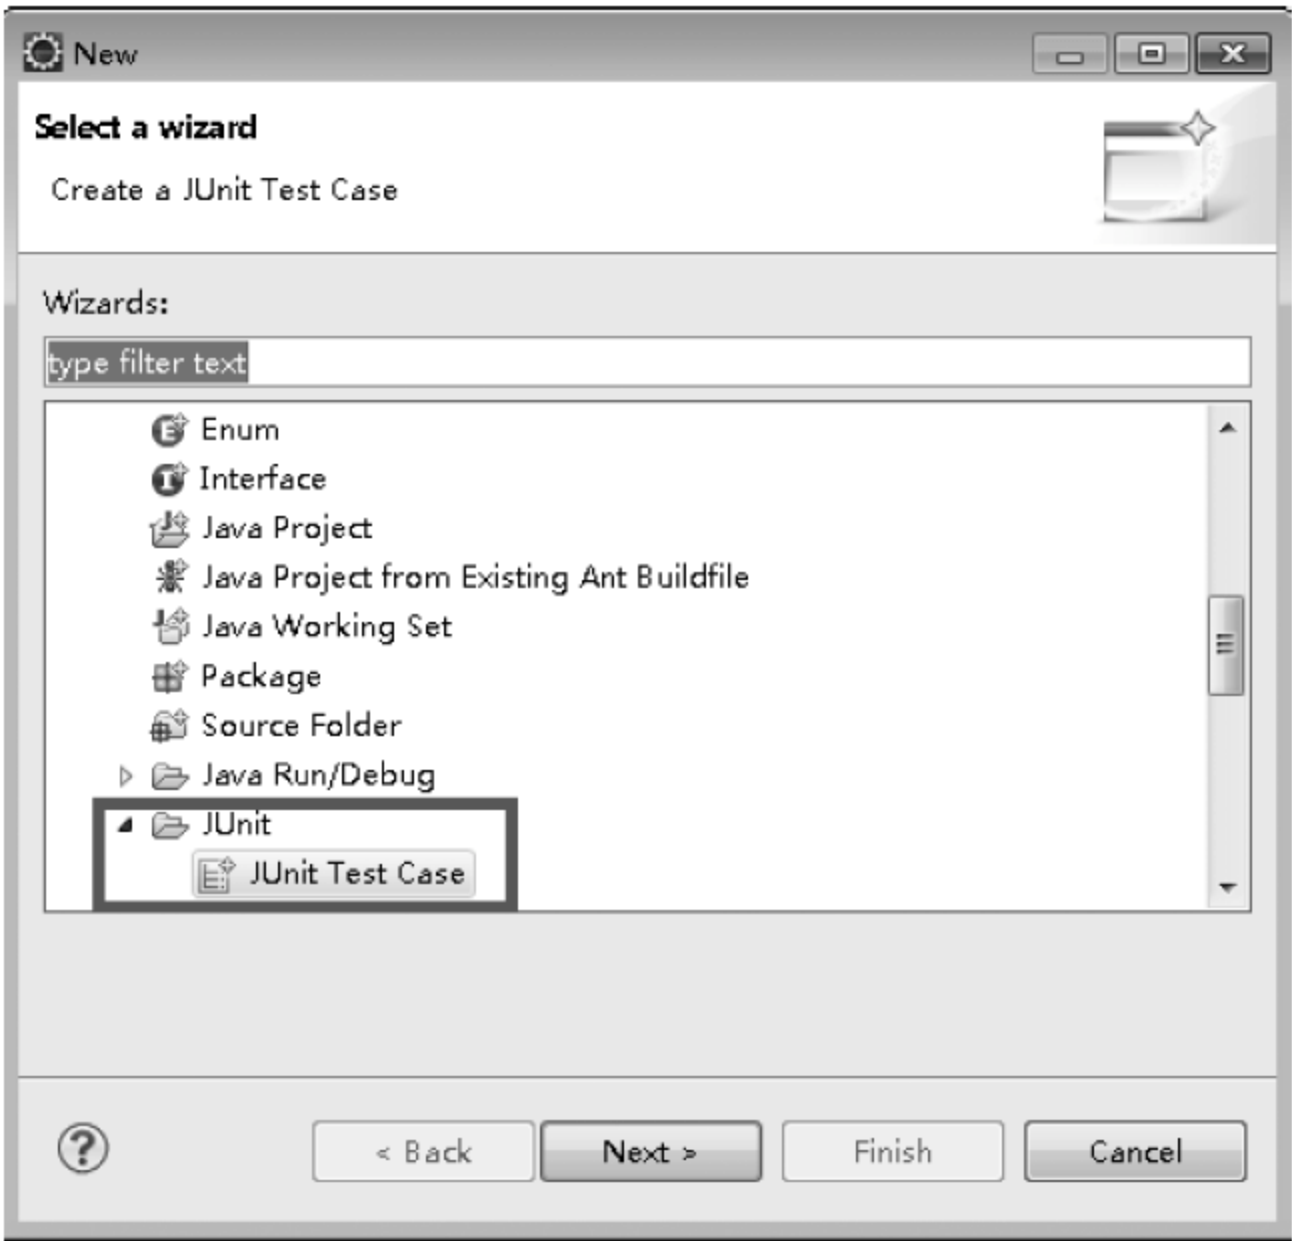 New
Select a wizard
Create a JUnit Test Case
Wizards:
type filter text
Enum
Interface
Java Project
Java Project from Existing Ant Buildfile
Java Working Set
Package
Source Folder
Java Run/Debug
JUnit
JUnit Test Case
< Back
Next >
Finish
Cancel